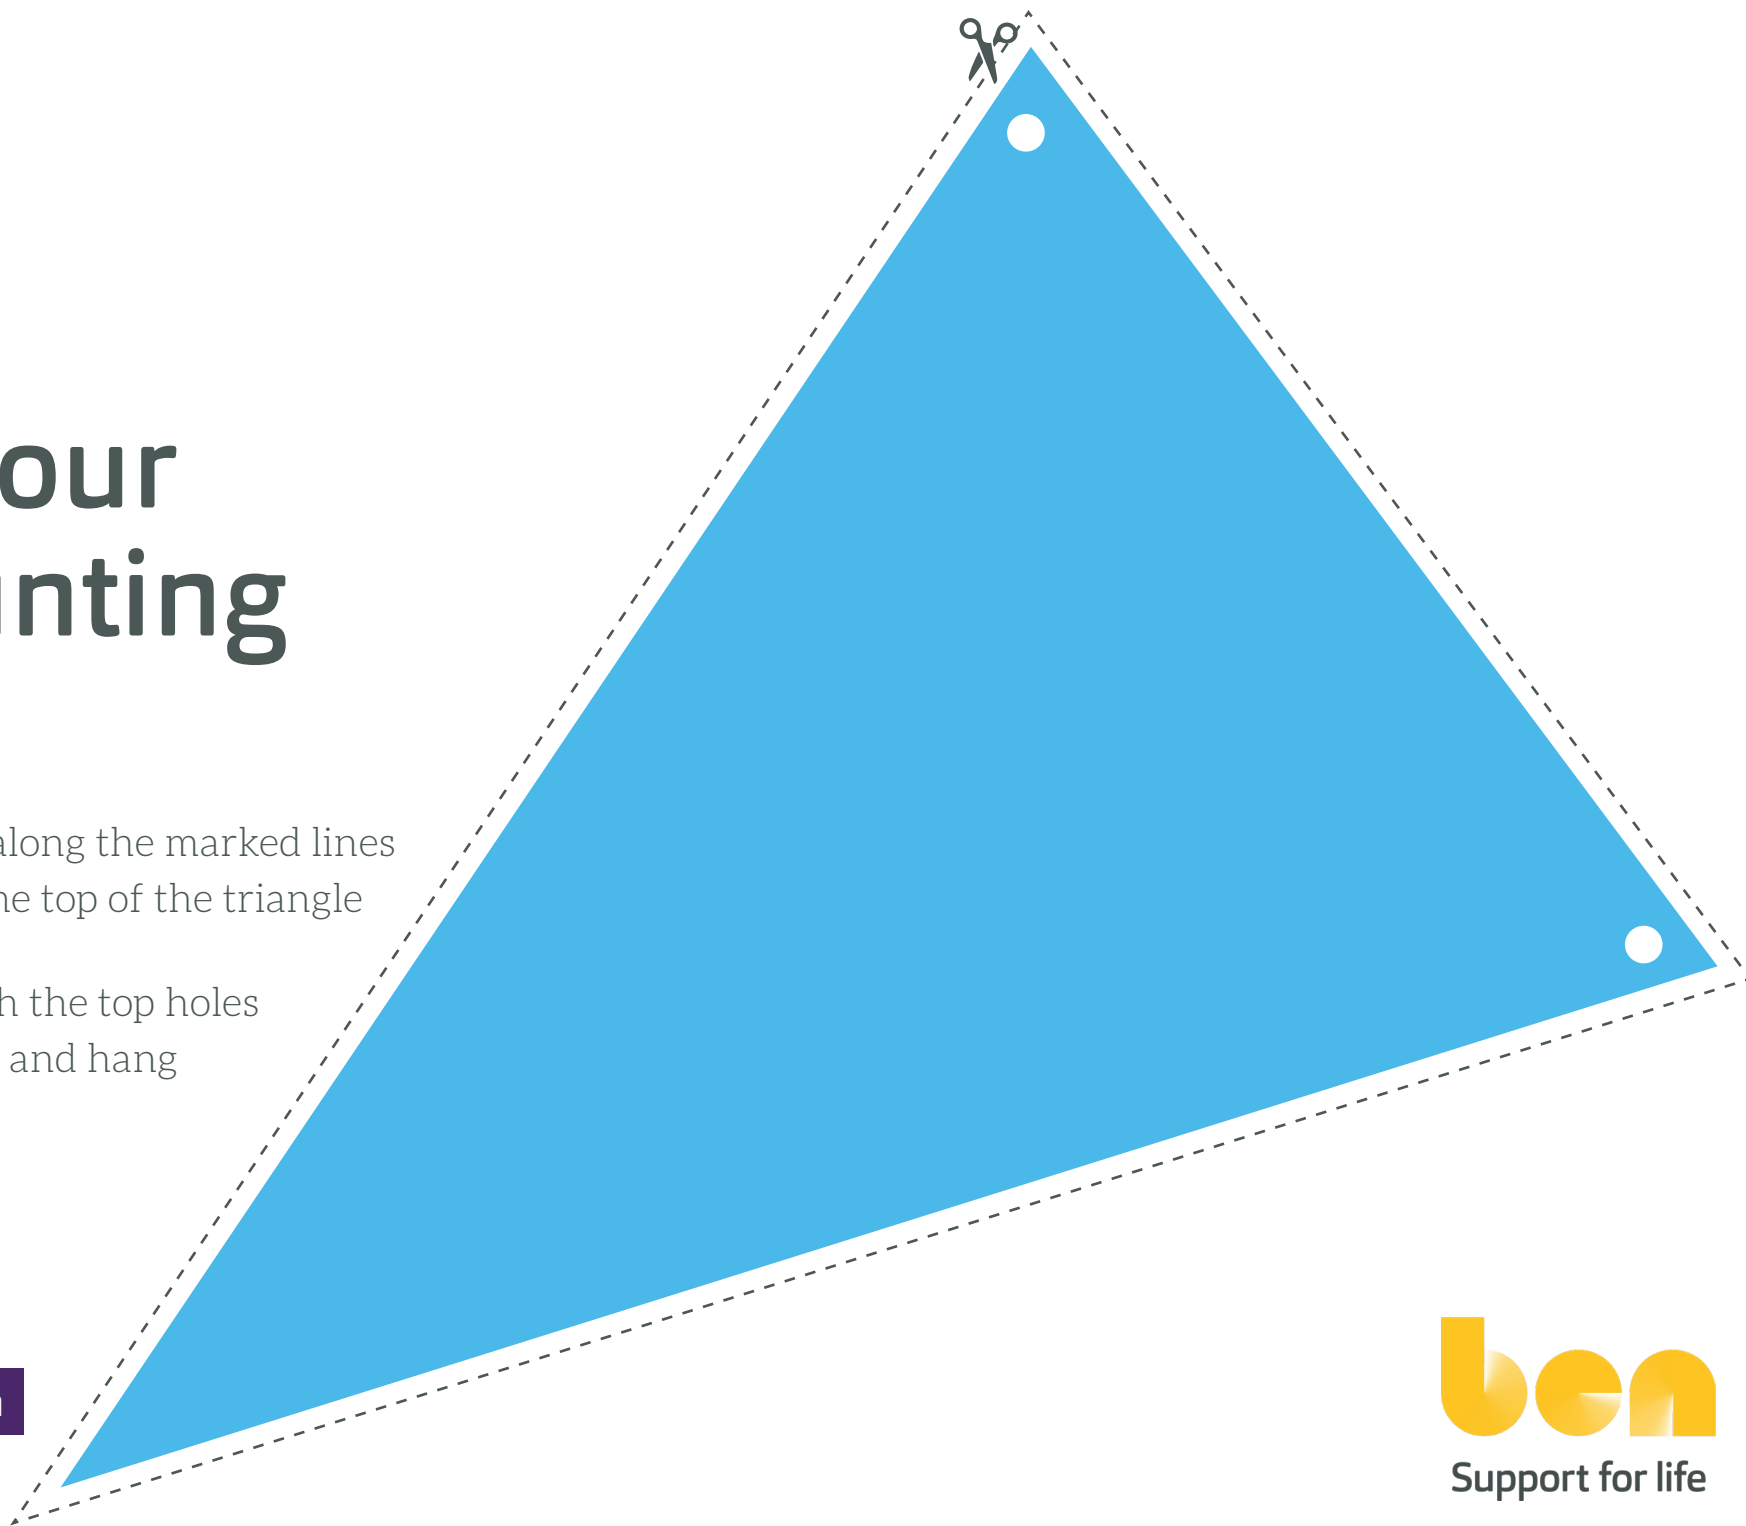 our
nting
along the marked lines
he top of the triangle
h the top holes
and hang
ben
Support for life